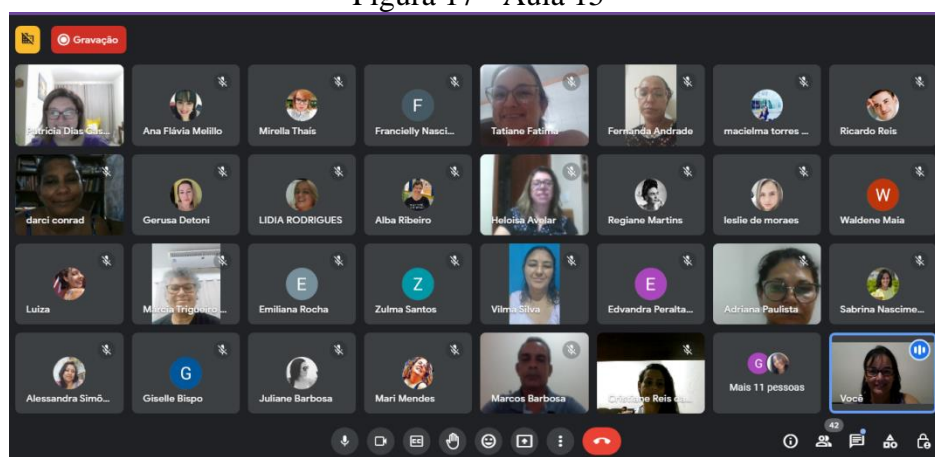 Figura 17 - Aula 15
Gravação
Ana Flávia Melillo
Mirella Thaís
Francielly Nasci...
F
Tatiane Fatima
Fernanda Andrade
macielma torres ...
Ricardo Reis
darci conrad
Gerusa Detoni
LIDIA RODRIGUES
Alba Ribeiro
Heloisa Avelar
Regiane Martins
leslie de moraes
W
Waldene Maia
Luiza
Marcia Trigueiro ...
E
Emiliana Rocha
Z
Zulma Santos
Vilma Silva
E
Edvandra Peralta...
Adriana Paulista
Sabrina Nascime...
Alessandra Simõ...
G
Giselle Bispo
Juliane Barbosa
Mari Mendes
Marcos Barbosa
Cristiane Reis
G
Mais 11 pessoas
Você
42